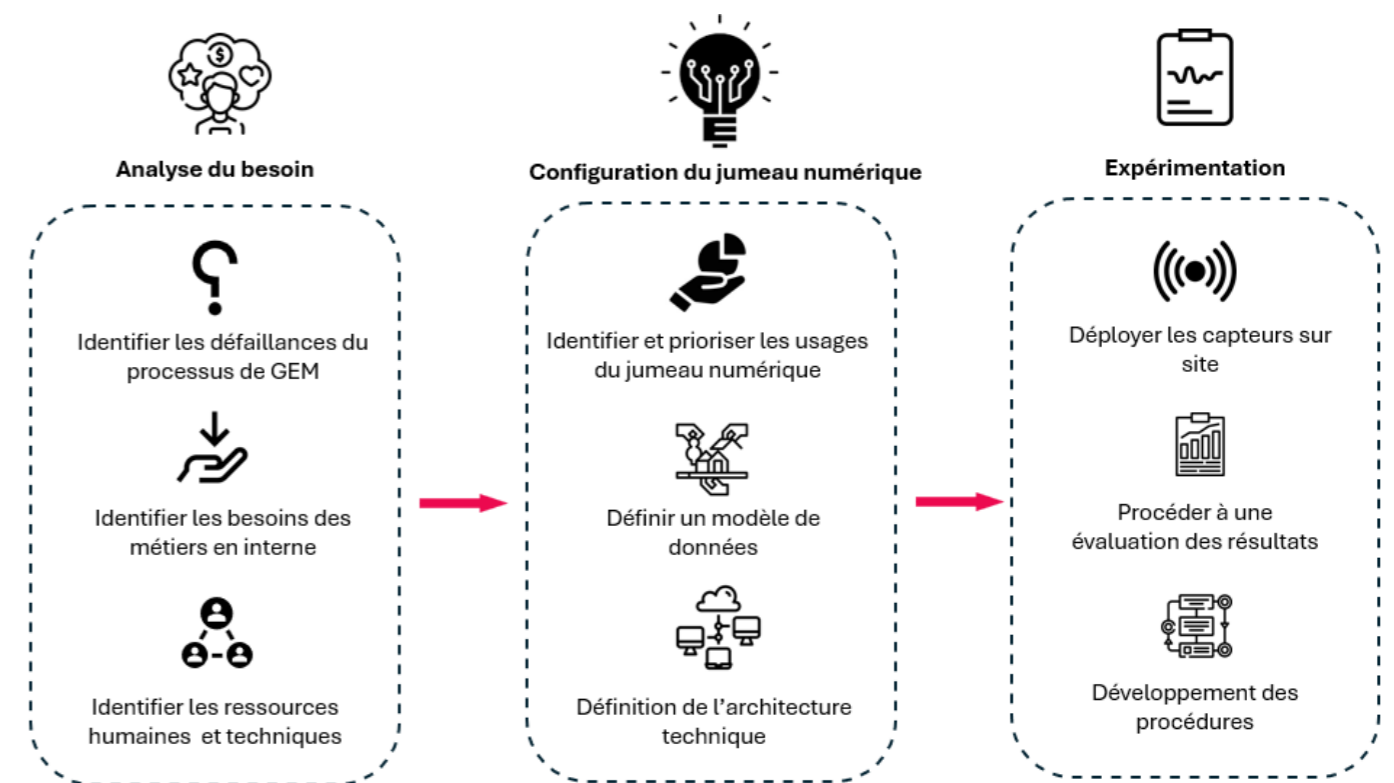 Analyse du besoin
Identifier les défaillances du
processus de GEM
Identifier les besoins des
métiers en interne
Identifier les ressources
humaines et techniques
Configuration du jumeau numérique
Identifier et prioriser les usages
du jumeau numérique
Définir un modèle de
données
Définition de l'architecture
technique
Expérimentation
Déployer les capteurs sur
site
Procéder à une
évaluation des résultats
Développement des
procédures